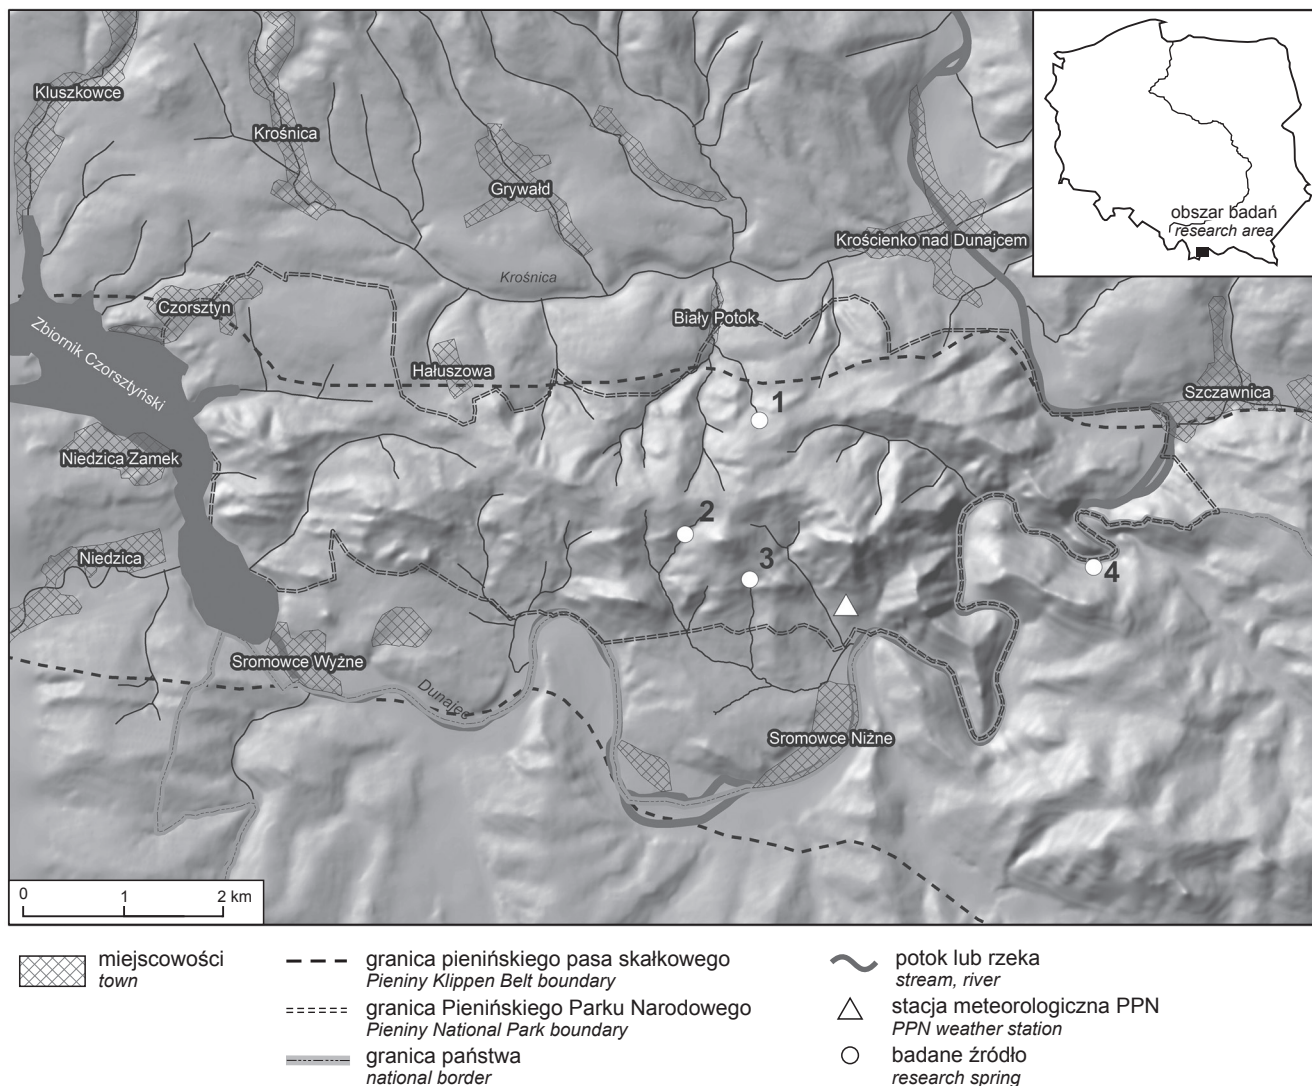 Kluszkowce
Krośnica
Grywałd
Krościenko nad Dunajcem
obszar badań
research area
Krośnica
Czorsztyn
Zbiornik Czorsztyński
Biały Potok
Hałuszowa
Szczawnica
1
Niedzica Zamek
2
Niedzica
3
4
Sromowce Wyżne
Dunajec
Sromowce Niżne
0 1 2 km
miejscowości
town
granica pienińskiego pasa skałkowego
Pieniny Klippen Belt boundary
granica Pienińskiego Parku Narodowego
Pieniny National Park boundary
granica państwa
national border
potok lub rzeka
stream, river
stacja meteorologiczna PPN
PPN weather station
badane źródło
research spring